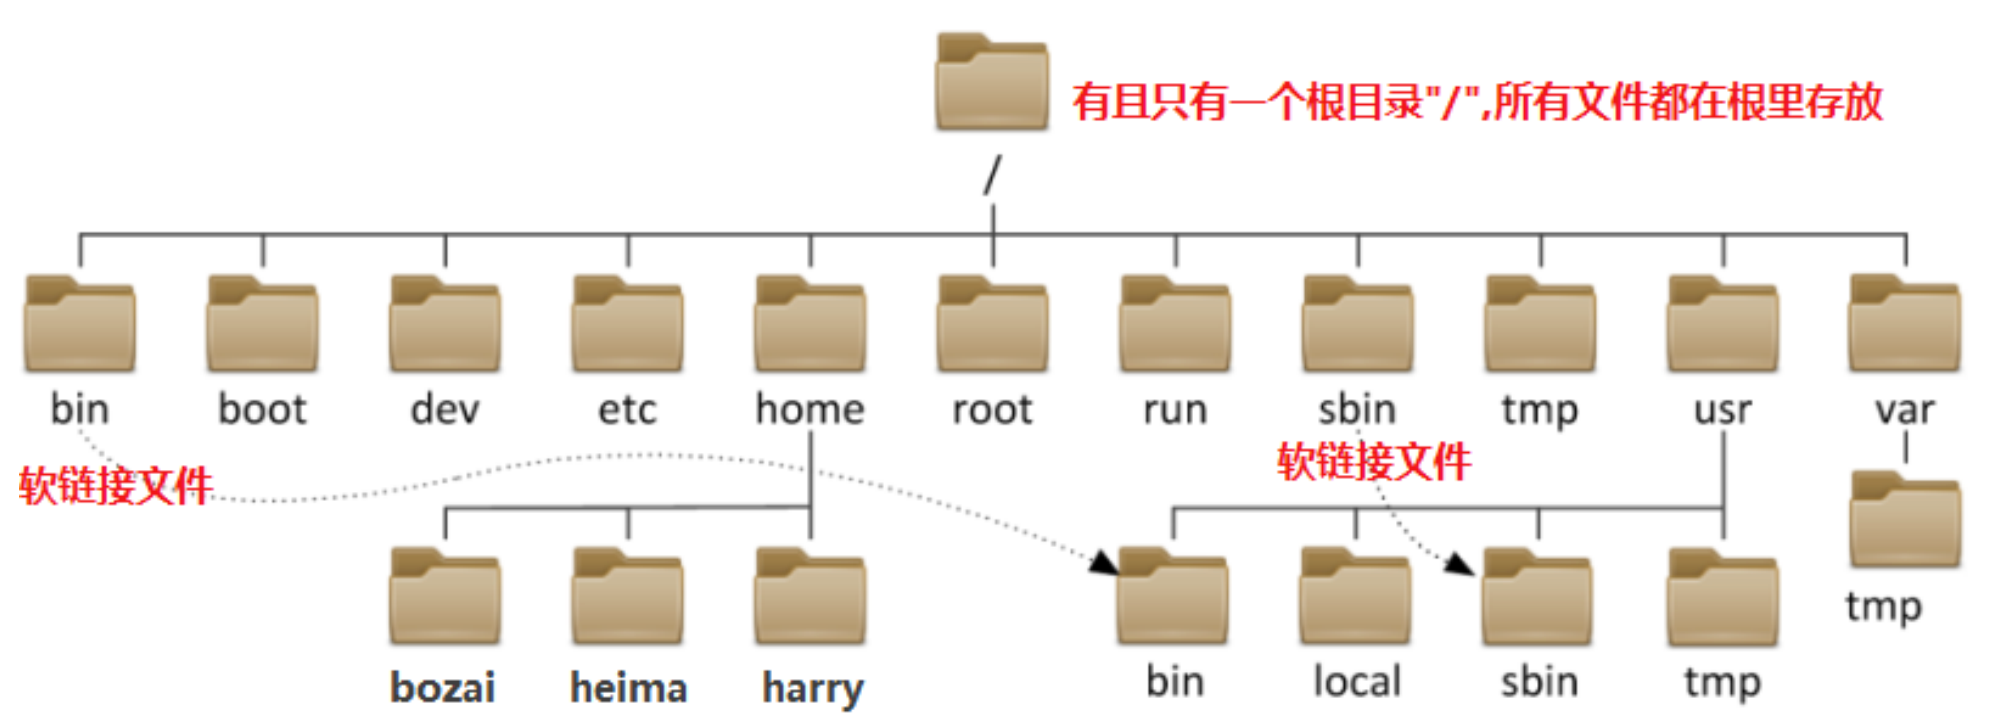 有且只有一个根目录"/",所有文件都在根里存放
/
bin boot dev etc home root run sbin tmp usr var
软链接文件 软链接文件
tmp
bozai heima harry bin local sbin tmp